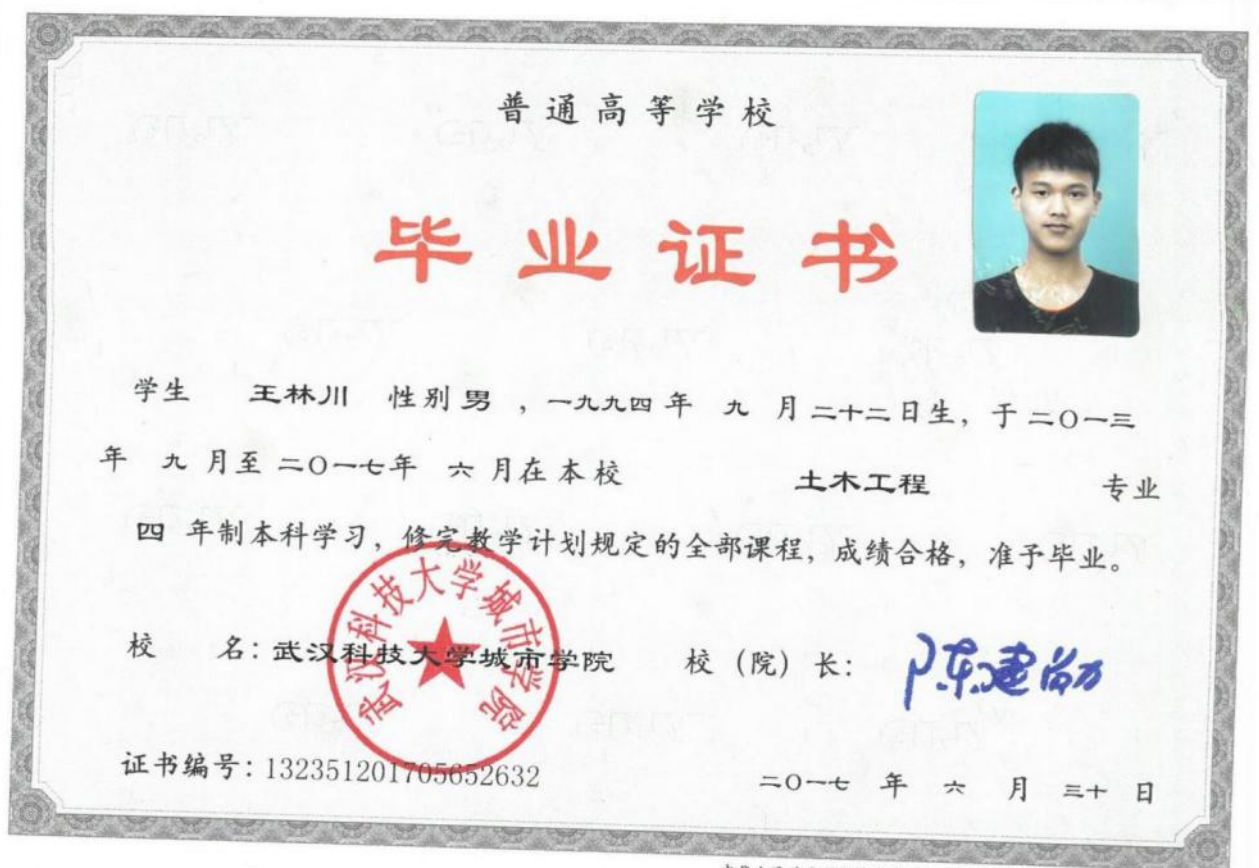 普通高等学校
毕业证书
学生 王林川 性别 男 ，一九九四 年 九 月 二十二 日生，于 二〇一三
年 九 月至 二〇一七 年 六 月在本校 土木工程 专业
四 年制本科学习，修完教学计划规定的全部课程，成绩合格，准予毕业。
武汉科技大学城市学院
校 名：武汉科技大学城市学院 校（院）长：
证书编号：132351201705652632 二〇一七 年 六 月 三十 日